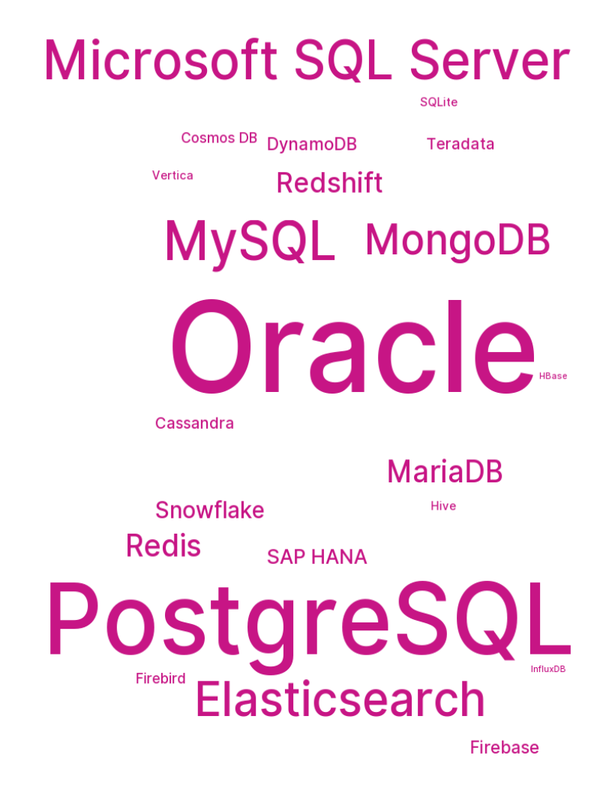 Microsoft SQL Server
SQLite
Cosmos DB
DynamoDB
Teradata
Vertica
Redshift
MySQL
MongoDB
Oracle
HBase
Cassandra
MariaDB
Hive
Snowflake
Redis
SAP HANA
PostgreSQL
InfluxDB
Firebird
Elasticsearch
Firebase